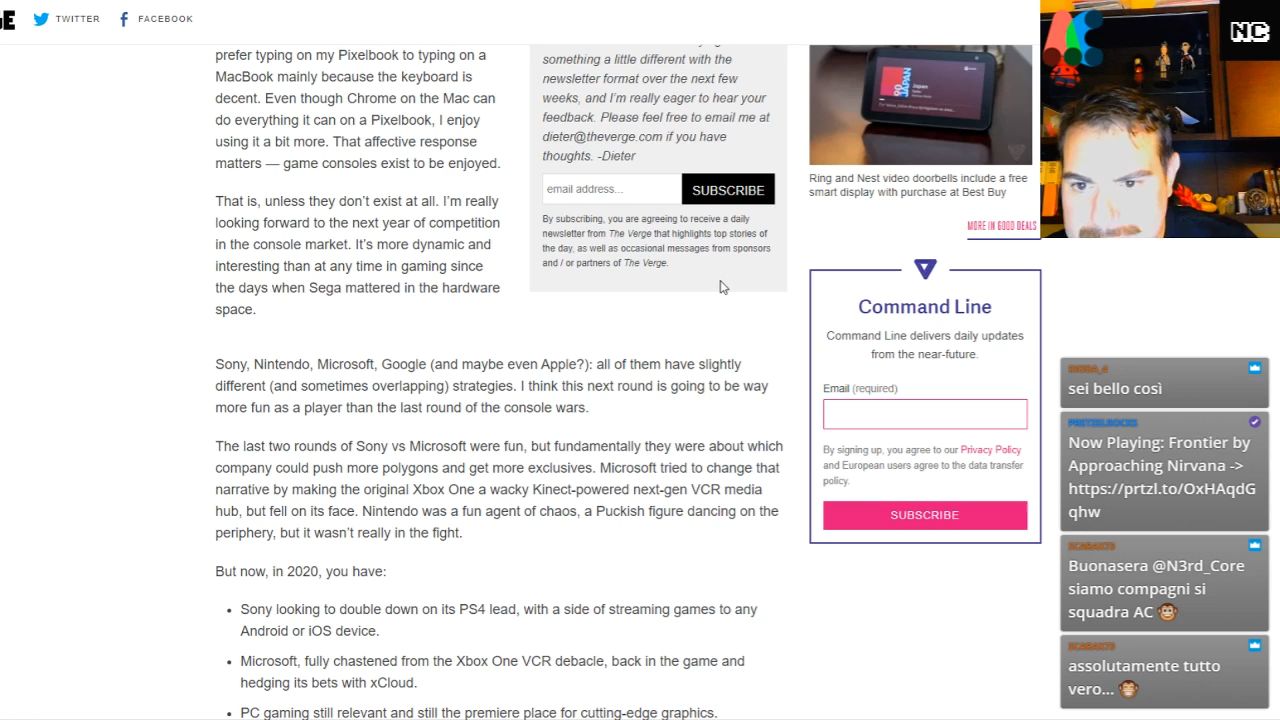 TWITTER
FACEBOOK
NC
prefer typing on my Pixelbook to typing on a
MacBook mainly because the keyboard is
decent. Even though Chrome on the Mac can
do everything it can on a Pixelbook, I enjoy
using it a bit more. That affective response
matters — game consoles exist to be enjoyed.
That is, unless they don't exist at all. I'm really
looking forward to the next year of competition
in the console market. It's more dynamic and
interesting than at any time in gaming since
the days when Sega mattered in the hardware
space.
something a little different with the
newsletter format over the next few
weeks, and I'm really eager to hear your
feedback. Please feel free to email me at
dieter@theverge.com if you have
thoughts. -Dieter
email address...
SUBSCRIBE
By subscribing, you are agreeing to receive a daily
newsletter from The Verge that highlights top stories of
the day, as well as occasional messages from sponsors
and / or partners of The Verge.
Sony, Nintendo, Microsoft, Google (and maybe even Apple?): all of them have slightly
different (and sometimes overlapping) strategies. I think this next round is going to be way
more fun as a player than the last round of the console wars.
The last two rounds of Sony vs Microsoft were fun, but fundamentally they were about which
company could push more polygons and get more exclusives. Microsoft tried to change that
narrative by making the original Xbox One a wacky Kinect-powered next-gen VCR media
hub, but fell on its face. Nintendo was a fun agent of chaos, a Puckish figure dancing on the
periphery, but it wasn't really in the fight.
But now, in 2020, you have:
• Sony looking to double down on its PS4 lead, with a side of streaming games to any
Android or iOS device.
• Microsoft, fully chastened from the Xbox One VCR debacle, back in the game and
hedging its bets with xCloud.
• PC gaming still relevant and still the premiere place for cutting-edge graphics.
JAPAN
Japan
Ring and Nest video doorbells include a free
smart display with purchase at Best Buy
MORE IN GOOD DEALS
Command Line
Command Line delivers daily updates
from the near-future.
Email (required)
By signing up, you agree to our Privacy Policy
and European users agree to the data transfer
policy.
SUBSCRIBE
sei bello così
PRETZELROCKS
Now Playing: Frontier by
Approaching Nirvana ->
https://prtzl.to/OxHAqdG
qhw
Buonasera @N3rd_Core
siamo compagni si
squadra AC
assolutamente tutto
vero...